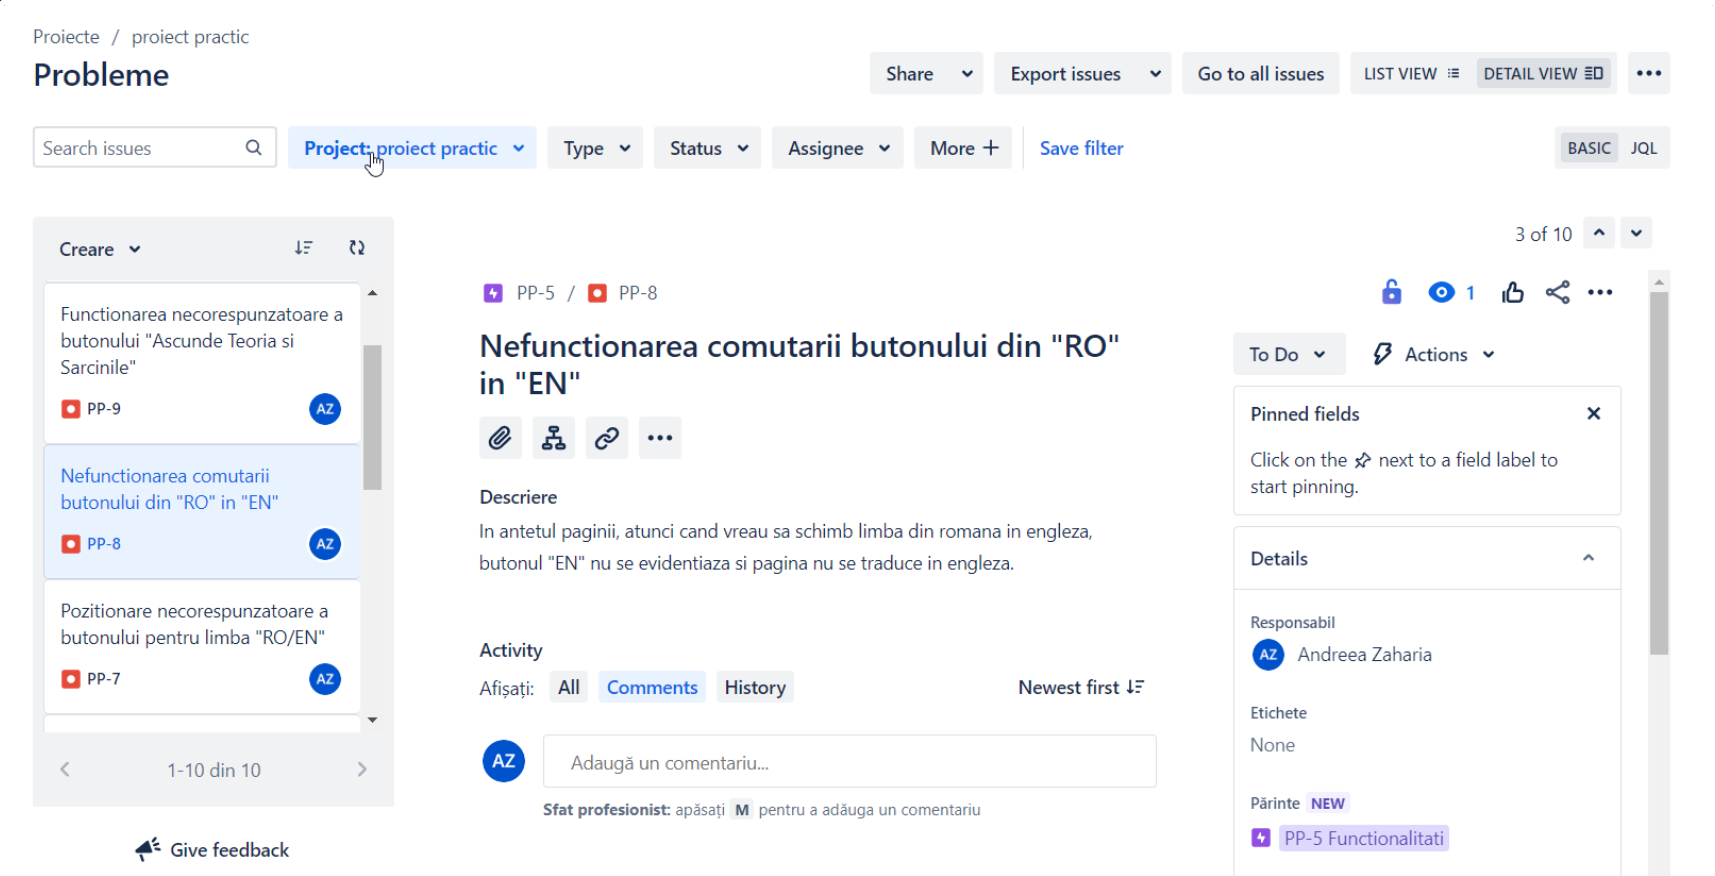 Proiecte / proiect practic
Probleme
Share
Export issues
Go to all issues
LIST VIEW
DETAIL VIEW
Search issues
Project: proiect practic
Type
Status
Assignee
More +
Save filter
BASIC
JQL
Creare
Functionarea necorespunzatoare a
butonului "Ascunde Teoria si
Sarcinile"
PP-9
AZ
Nefunctionarea comutarii
butonului din "RO" in "EN"
PP-8
AZ
Pozitionare necorespunzatoare a
butonului pentru limba "RO/EN"
PP-7
AZ
1-10 din 10
Give feedback
3 of 10
PP-5 / PP-8
1
Nefunctionarea comutarii butonului din "RO"
in "EN"
Descriere
In antetul paginii, atunci cand vreau sa schimb limba din romana in engleza,
butonul "EN" nu se evidentiaza si pagina nu se traduce in engleza.
Activity
Afișați:
All
Comments
History
Newest first
AZ
Adaugă un comentariu...
Sfat profesionist: apăsați M pentru a adăuga un comentariu
To Do
Actions
Pinned fields
Click on the next to a field label to
start pinning.
Details
Responsabil
AZ Andreea Zaharia
Etichete
None
Părinte NEW
PP-5 Functionalitati